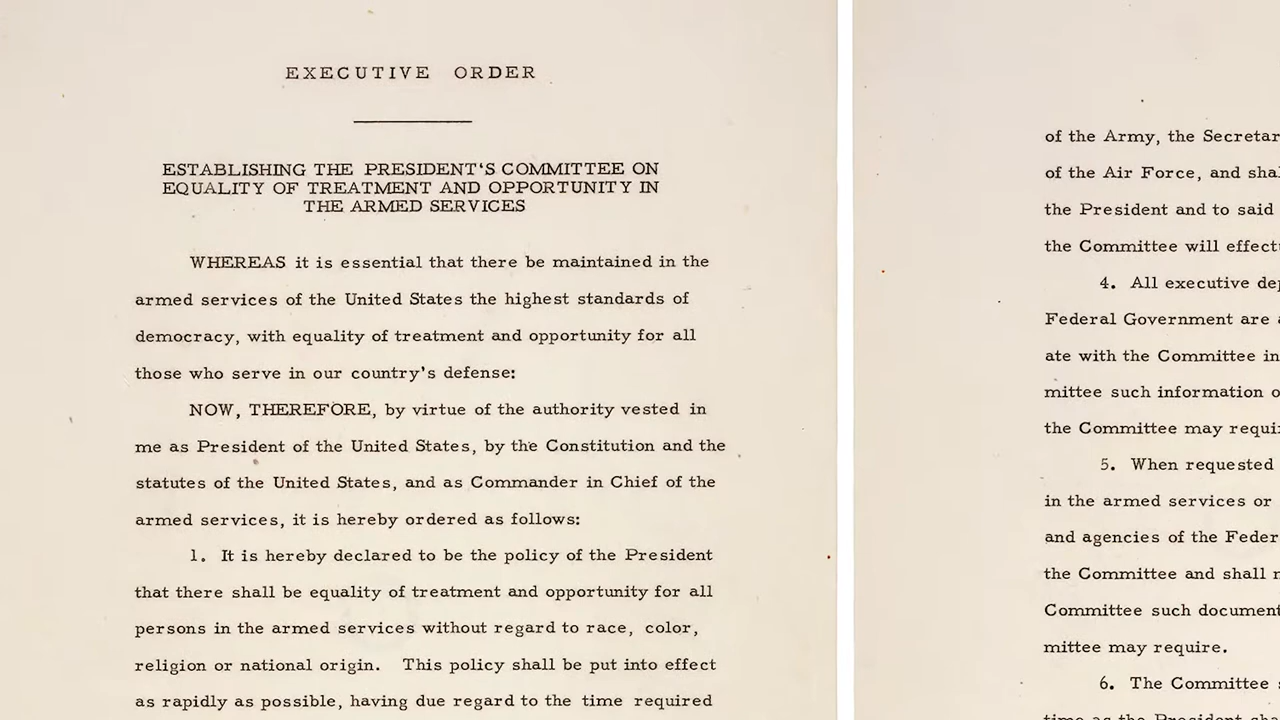 EXECUTIVE ORDER
ESTABLISHING THE PRESIDENT'S COMMITTEE ON
EQUALITY OF TREATMENT AND OPPORTUNITY IN
THE ARMED SERVICES
WHEREAS it is essential that there be maintained in the
armed services of the United States the highest standards of
democracy, with equality of treatment and opportunity for all
those who serve in our country's defense:
NOW, THEREFORE, by virtue of the authority vested in
me as President of the United States, by the Constitution and the
statutes of the United States, and as Commander in Chief of the
armed services, it is hereby ordered as follows:
1. It is hereby declared to be the policy of the President
that there shall be equality of treatment and opportunity for all
persons in the armed services without regard to race, color,
religion or national origin. This policy shall be put into effect
as rapidly as possible, having due regard to the time required
of the Army, the
of the Air Force, and
the President and to said
the Committee will
4. All executive
Federal Government are
ate with the Committee in
mittee such information
the Committee may
5. When requested
in the armed services or
and agencies of the
the Committee and shall
Committee such
mittee may require.
6. The Committee
time as the President